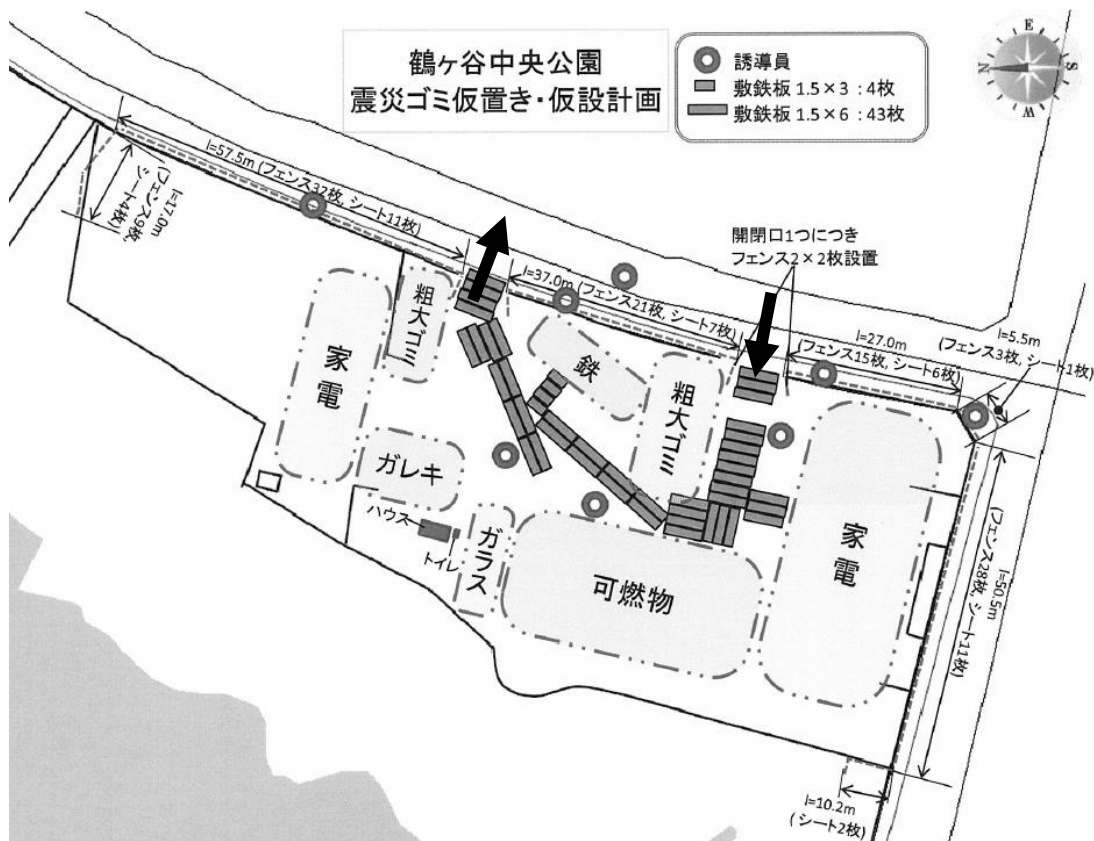 鶴ヶ谷中央公園
震災ゴミ仮置き・仮設計画
誘導員
敷鉄板 1.5×3 : 4枚
敷鉄板 1.5×6 : 43枚
E
S
W
N
l=57.5m (フェンス32枚, シート11枚)
l=17.0m
(フェンス9枚,
シート4枚)
l=37.0m (フェンス21枚, シート7枚)
開閉口1つにつき
フェンス2×2枚設置
l=27.0m
(フェンス15枚, シート6枚)
l=5.5m
(フェンス3枚, シート1枚)
粗大ゴミ
家電
鉄
粗大ゴミ
ガレキ
ハウス
トイレ
ガラス
可燃物
家電
l=50.5m
(フェンス28枚, シート11枚)
l=10.2m
(シート2枚)